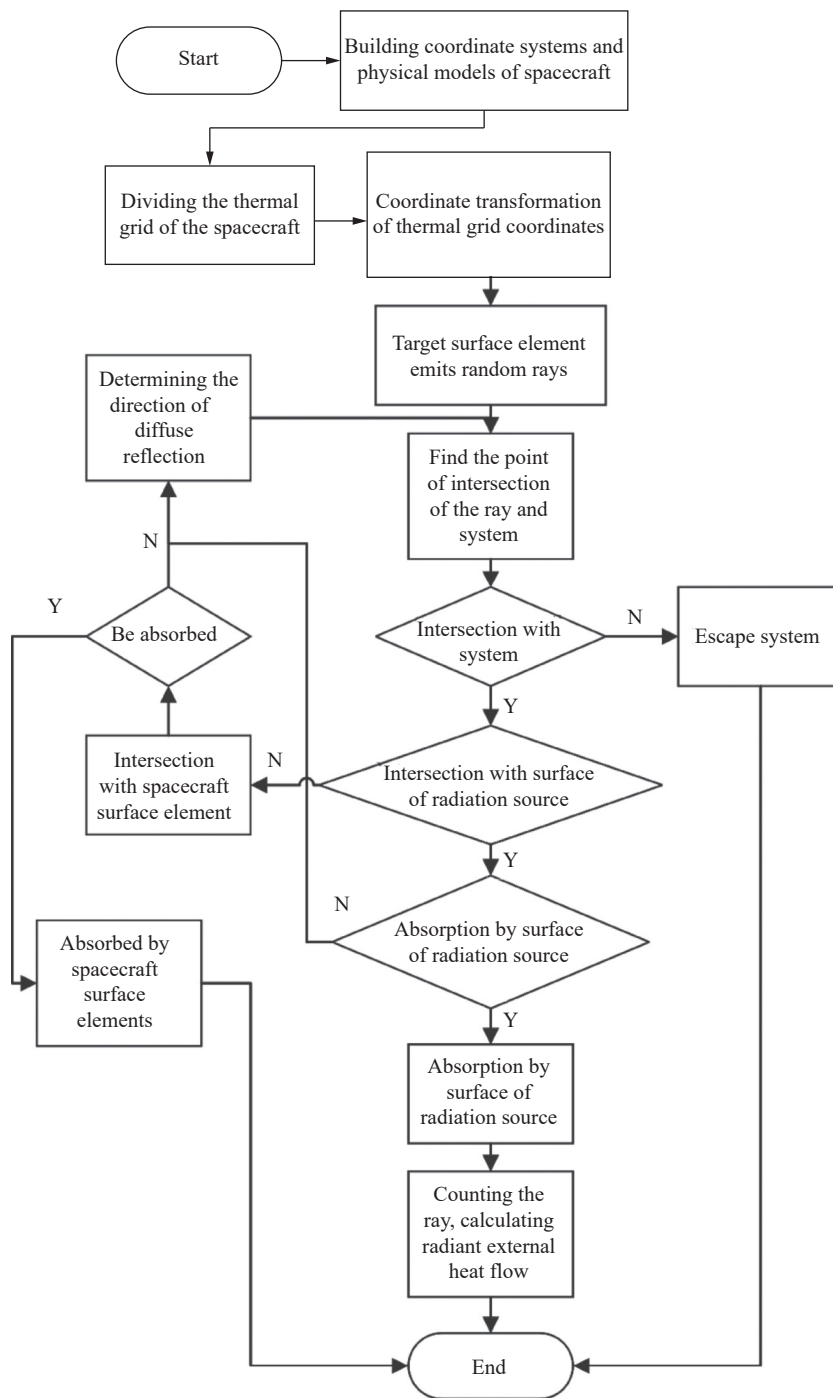 Start
Building coordinate systems and
physical models of spacecraft
Dividing the thermal
grid of the spacecraft
Coordinate transformation
of thermal grid coordinates
Target surface element
emits random rays
Determining the
direction of
diffuse
reflection
Find the point
of intersection
of the ray and
system
N
Y
Be absorbed
Intersection with
system
N
Escape system
Y
Intersection
with spacecraft
surface element
N
Intersection with surface
of radiation source
Y
N
Absorption by surface
of radiation source
Absorbed by
spacecraft
surface
elements
Y
Absorption by
surface of
radiation source
Counting the
ray, calculating
radiant external
heat flow
End